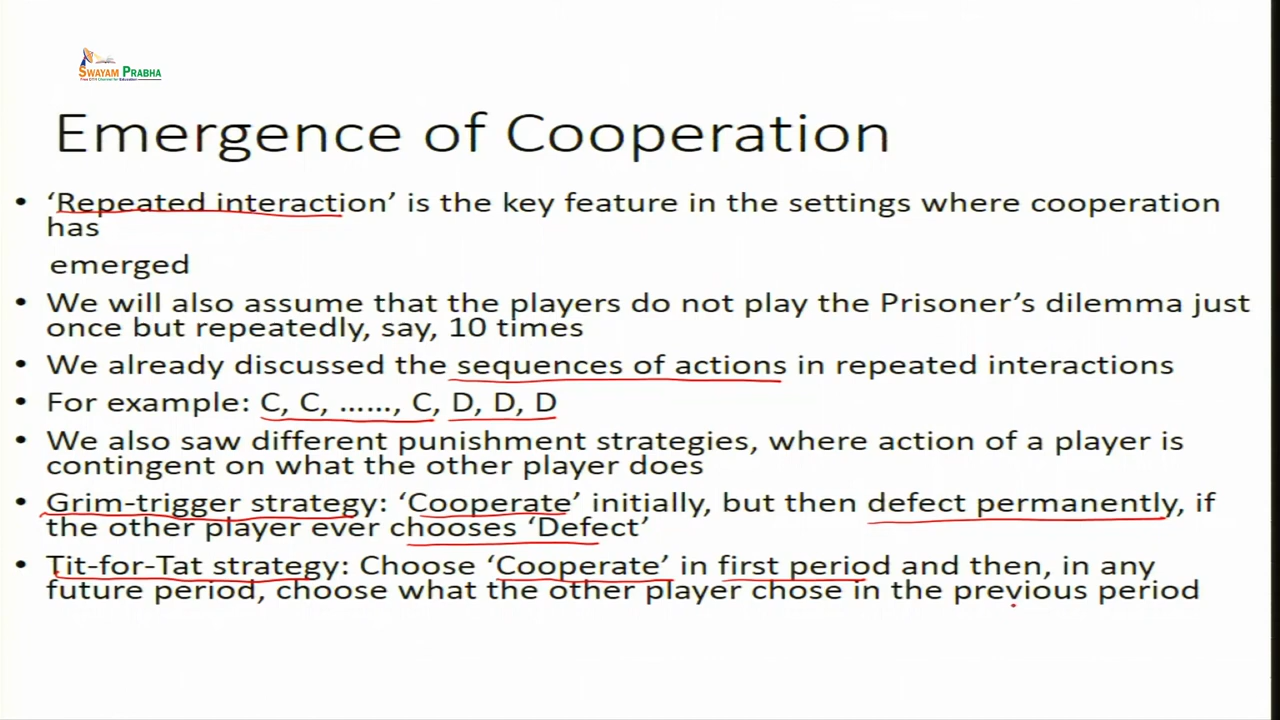 SWAYAM PRABHA
Emergence of Cooperation
• ‘Repeated interaction’ is the key feature in the settings where cooperation
has
emerged
• We will also assume that the players do not play the Prisoner’s dilemma just
once but repeatedly, say, 10 times
• We already discussed the sequences of actions in repeated interactions
• For example: C, C, ......, C, D, D, D
• We also saw different punishment strategies, where action of a player is
contingent on what the other player does
• Grim-trigger strategy: ‘Cooperate’ initially, but then defect permanently, if
the other player ever chooses ‘Defect’
• Tit-for-Tat strategy: Choose ‘Cooperate’ in first period and then, in any
future period, choose what the other player chose in the previous period